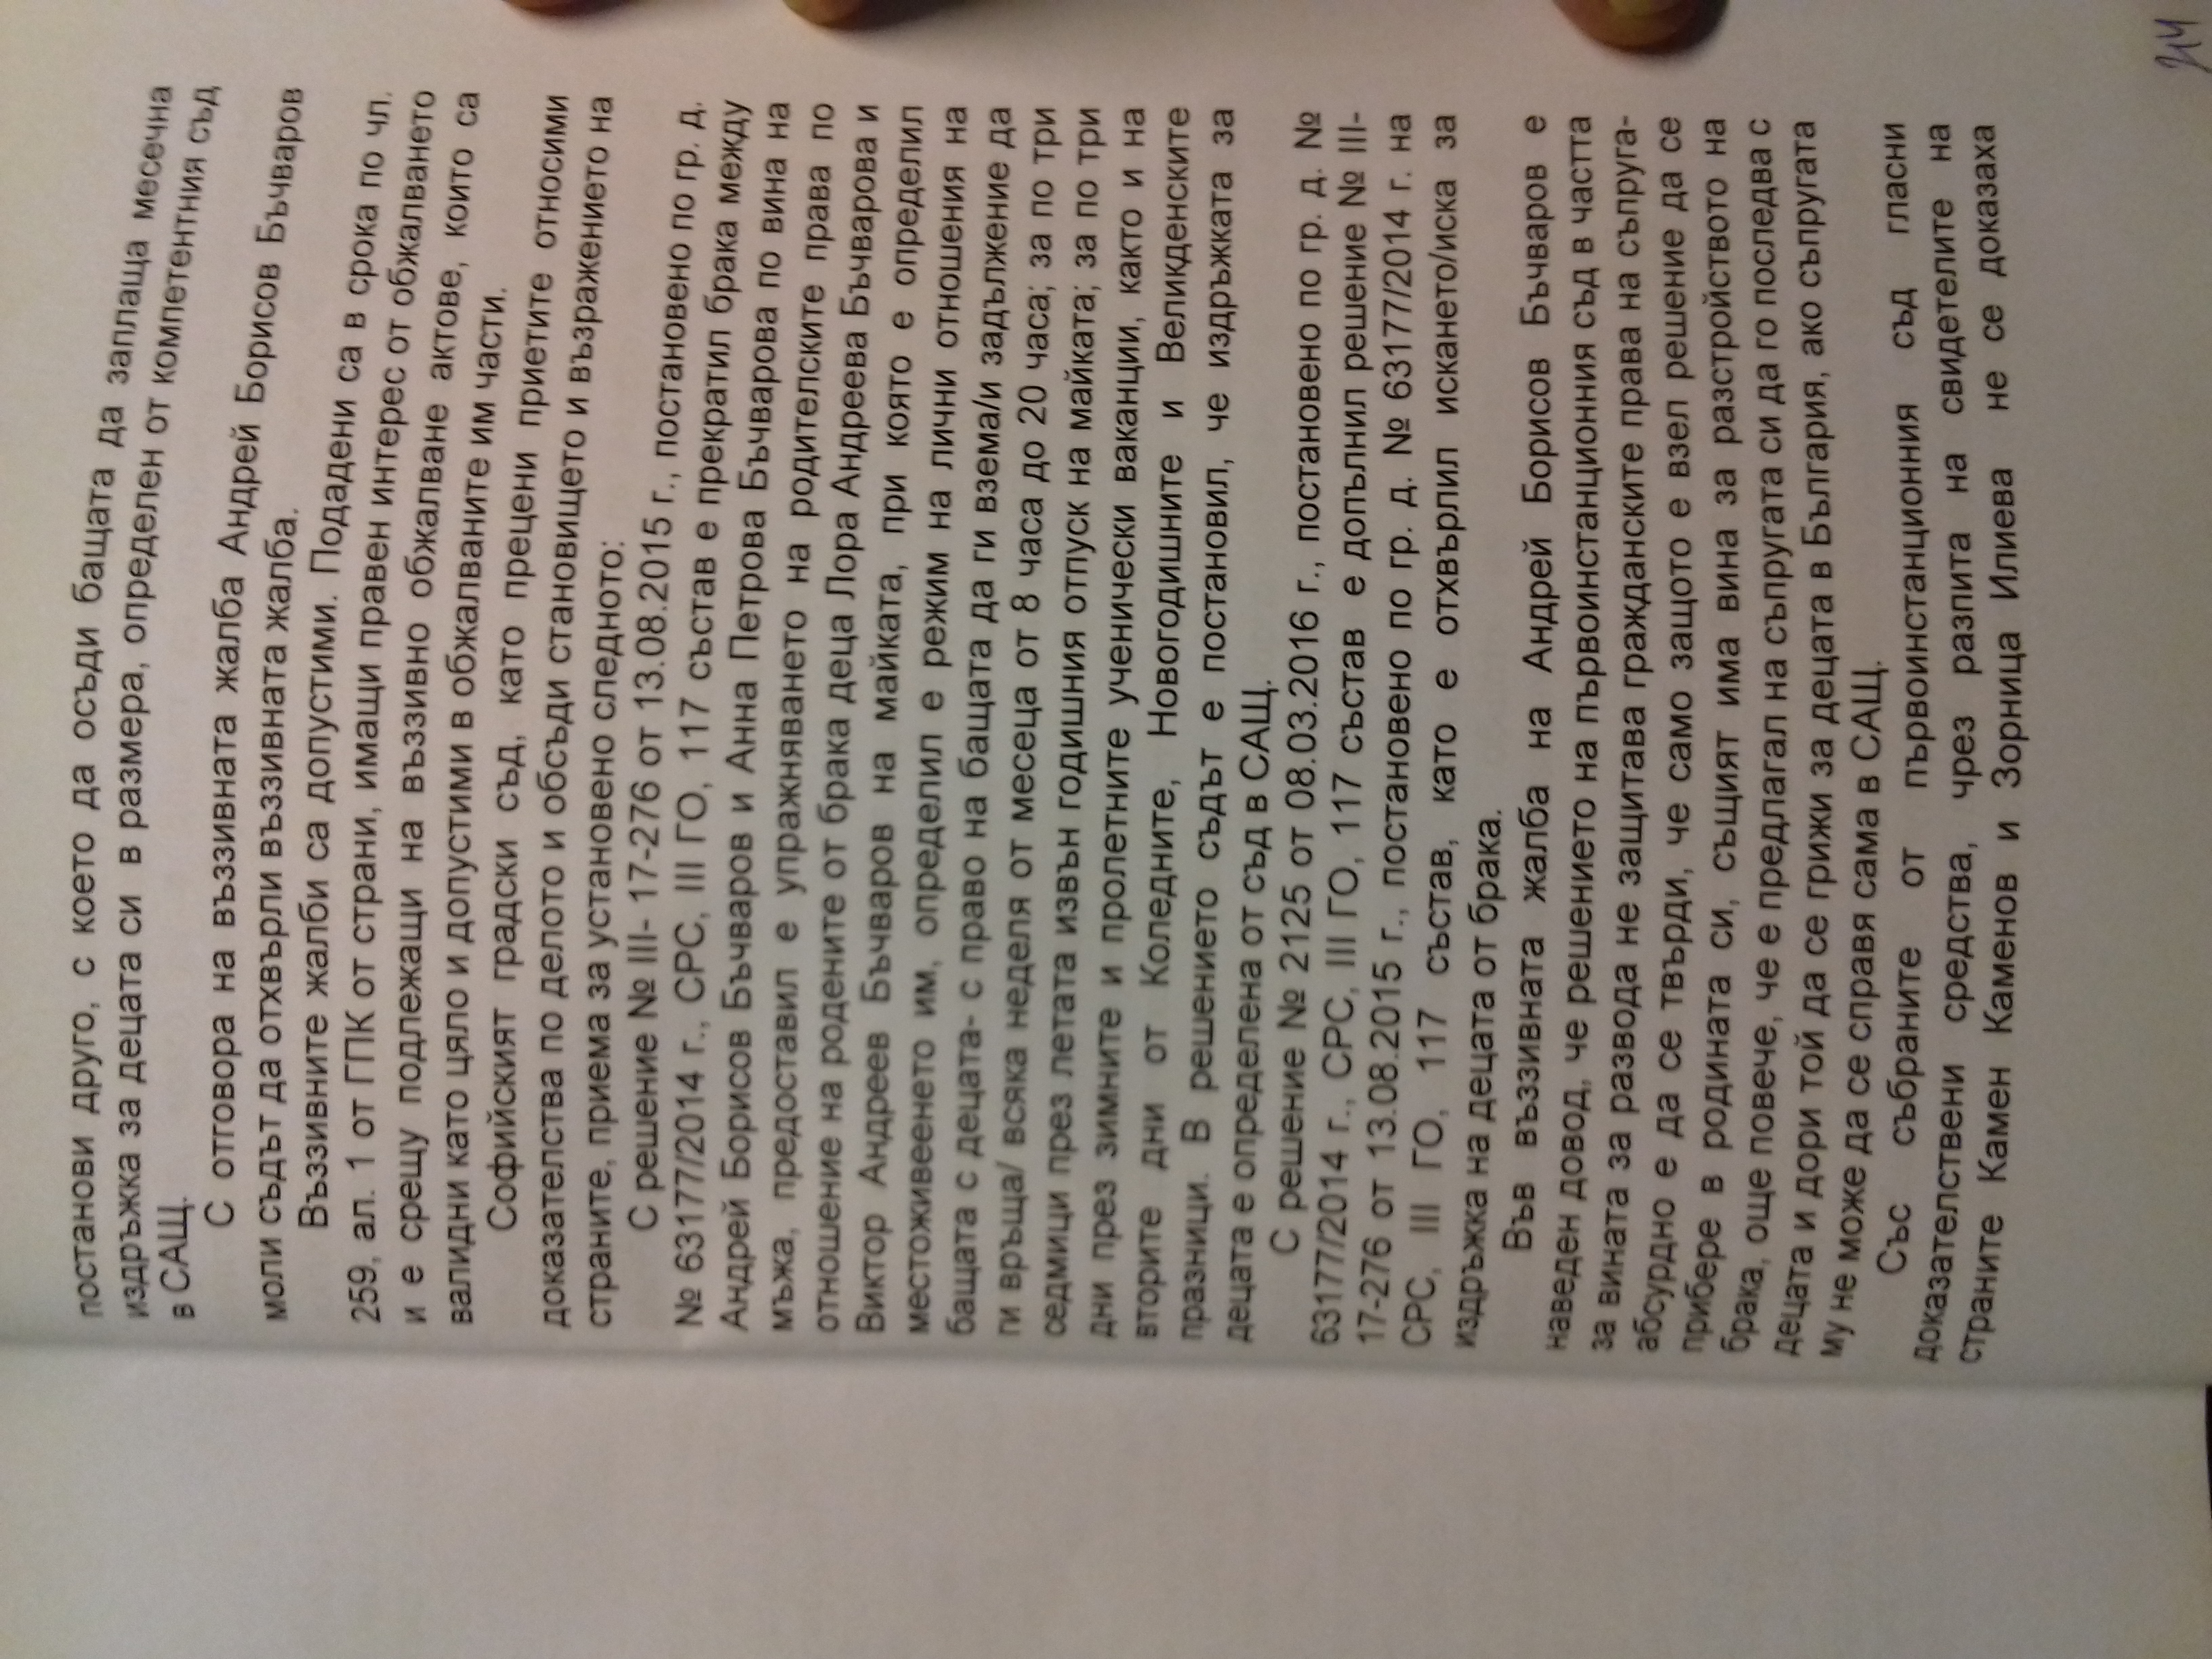 постанови друго, с което да осъди бащата да заплаща месечна
издръжка за децата си в размера, определен от компетентния съд
в САЩ.
С отговора на въззивната жалба Андрей Борисов Бъчваров
моли съдът да отхвърли въззивната жалба.
Въззивните жалби са допустими. Подадени са в срока по чл.
259, ал. 1 от ГПК от страни, имащи правен интерес от обжалването
и е срещу подлежащи на въззивно обжалване актове, които са
валидни като цяло и допустими в обжалваните им части.
Софийският градски съд, като прецени приетите относими
доказателства по делото и обсъди становището и възражението на
страните, приема за установено следното:
С решение № III- 17-276 от 13.08.2015 г., постановено по гр. д.
№ 63177/2014 г., СРС, III ГО, 117 състав е прекратил брака между
Андрей Борисов Бъчваров и Анна Петрова Бъчварова по вина на
мъжа, предоставил е упражняването на родителските права по
отношение на родените от брака деца Лора Андреева Бъчварова и
Виктор Андреев Бъчваров на майката, при която е определил
местоживеенето им, определил е режим на лични отношения на
бащата с децата- с право на бащата да ги взема/и задължение да
ги връща/ всяка неделя от месеца от 8 часа до 20 часа; за по три
седмици през летата извън годишния отпуск на майката; за по три
дни през зимните и пролетните ученически ваканции, както и на
вторите дни от Коледните, Новогодишните и Великденските
празници. В решението съдът е постановил, че издръжката за
децата е определена от съд в САЩ.
С решение № 2125 от 08.03.2016 г., постановено по гр. д. №
63177/2014 г., СРС, III ГО, 117 състав е допълнил решение № III-
17-276 от 13.08.2015 г., постановено по гр. д. № 63177/2014 г. на
СРС, III ГО, 117 състав, като е отхвърлил искането/иска за
издръжка на децата от брака.
Във въззивната жалба на Андрей Борисов Бъчваров е
наведен довод, че решението на първоинстанционния съд в частта
за вината за развода не защитава гражданските права на съпруга-
абсурдно е да се твърди, че само защото е взел решение да се
прибере в родината си, същият има вина за разстройството на
брака, още повече, че е предлагал на съпругата си да го последва с
децата и дори той да се грижи за децата в България, ако съпругата
му не може да се справя сама в САЩ.
Със събраните от първоинстанционния съд гласни
доказателствени средства, чрез разпита на свидетелите на
страните Камен Каменов и Зорница Илиева не се доказаха